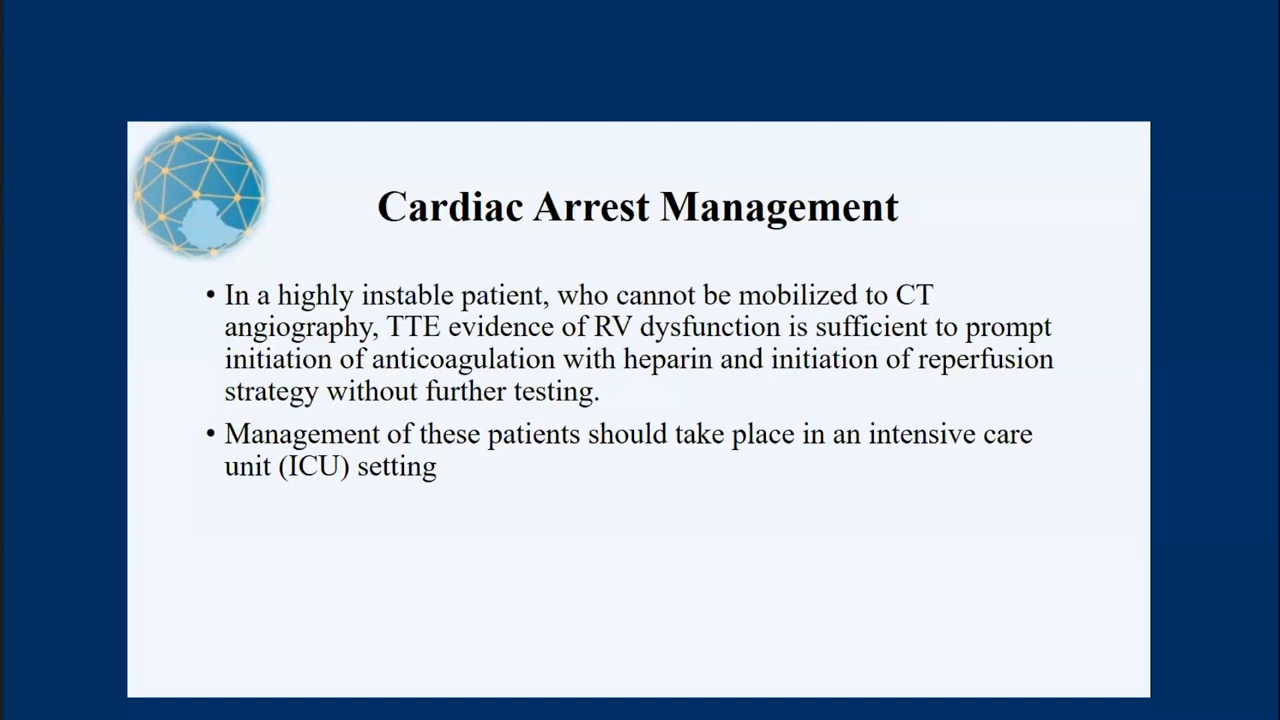 Cardiac Arrest Management
• In a highly instable patient, who cannot be mobilized to CT
angiography, TTE evidence of RV dysfunction is sufficient to prompt
initiation of anticoagulation with heparin and initiation of reperfusion
strategy without further testing.
• Management of these patients should take place in an intensive care
unit (ICU) setting